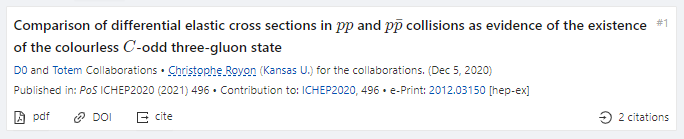 Comparison of differential elastic cross sections in pp and pp̄ collisions as evidence of the existence #1
of the colourless C-odd three-gluon state
D0 and Totem Collaborations • Christophe Royon (Kansas U.) for the collaborations. (Dec 5, 2020)
Published in: PoS ICHEP2020 (2021) 496 • Contribution to: ICHEP2020, 496 • e-Print: 2012.03150 [hep-ex]
pdf DOI cite 2 citations